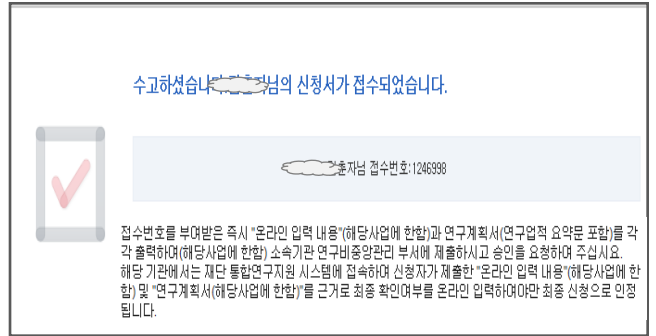 수고하셨습니 님의 신청서가 접수되었습니다.
춘자님 접수번호:1246998
접수번호를 부여받은 즉시 "온라인 입력 내용"(해당사업에 한함)과 연구계획서(연구업적 요약문 포함)를 각
각 출력하여(해당사업에 한함) 소속기관 연구비중앙관리 부서에 제출하시고 승인을 요청하여 주십시요.
해당 기관에서는 재단 통합연구지원 시스템에 접속하여 신청자가 제출한 "온라인 입력 내용"(해당사업에 한
함) 및 "연구계획서(해당사업에 한함)"를 근거로 최종 확인여부를 온라인 입력하여야만 최종 신청으로 인정
됩니다.